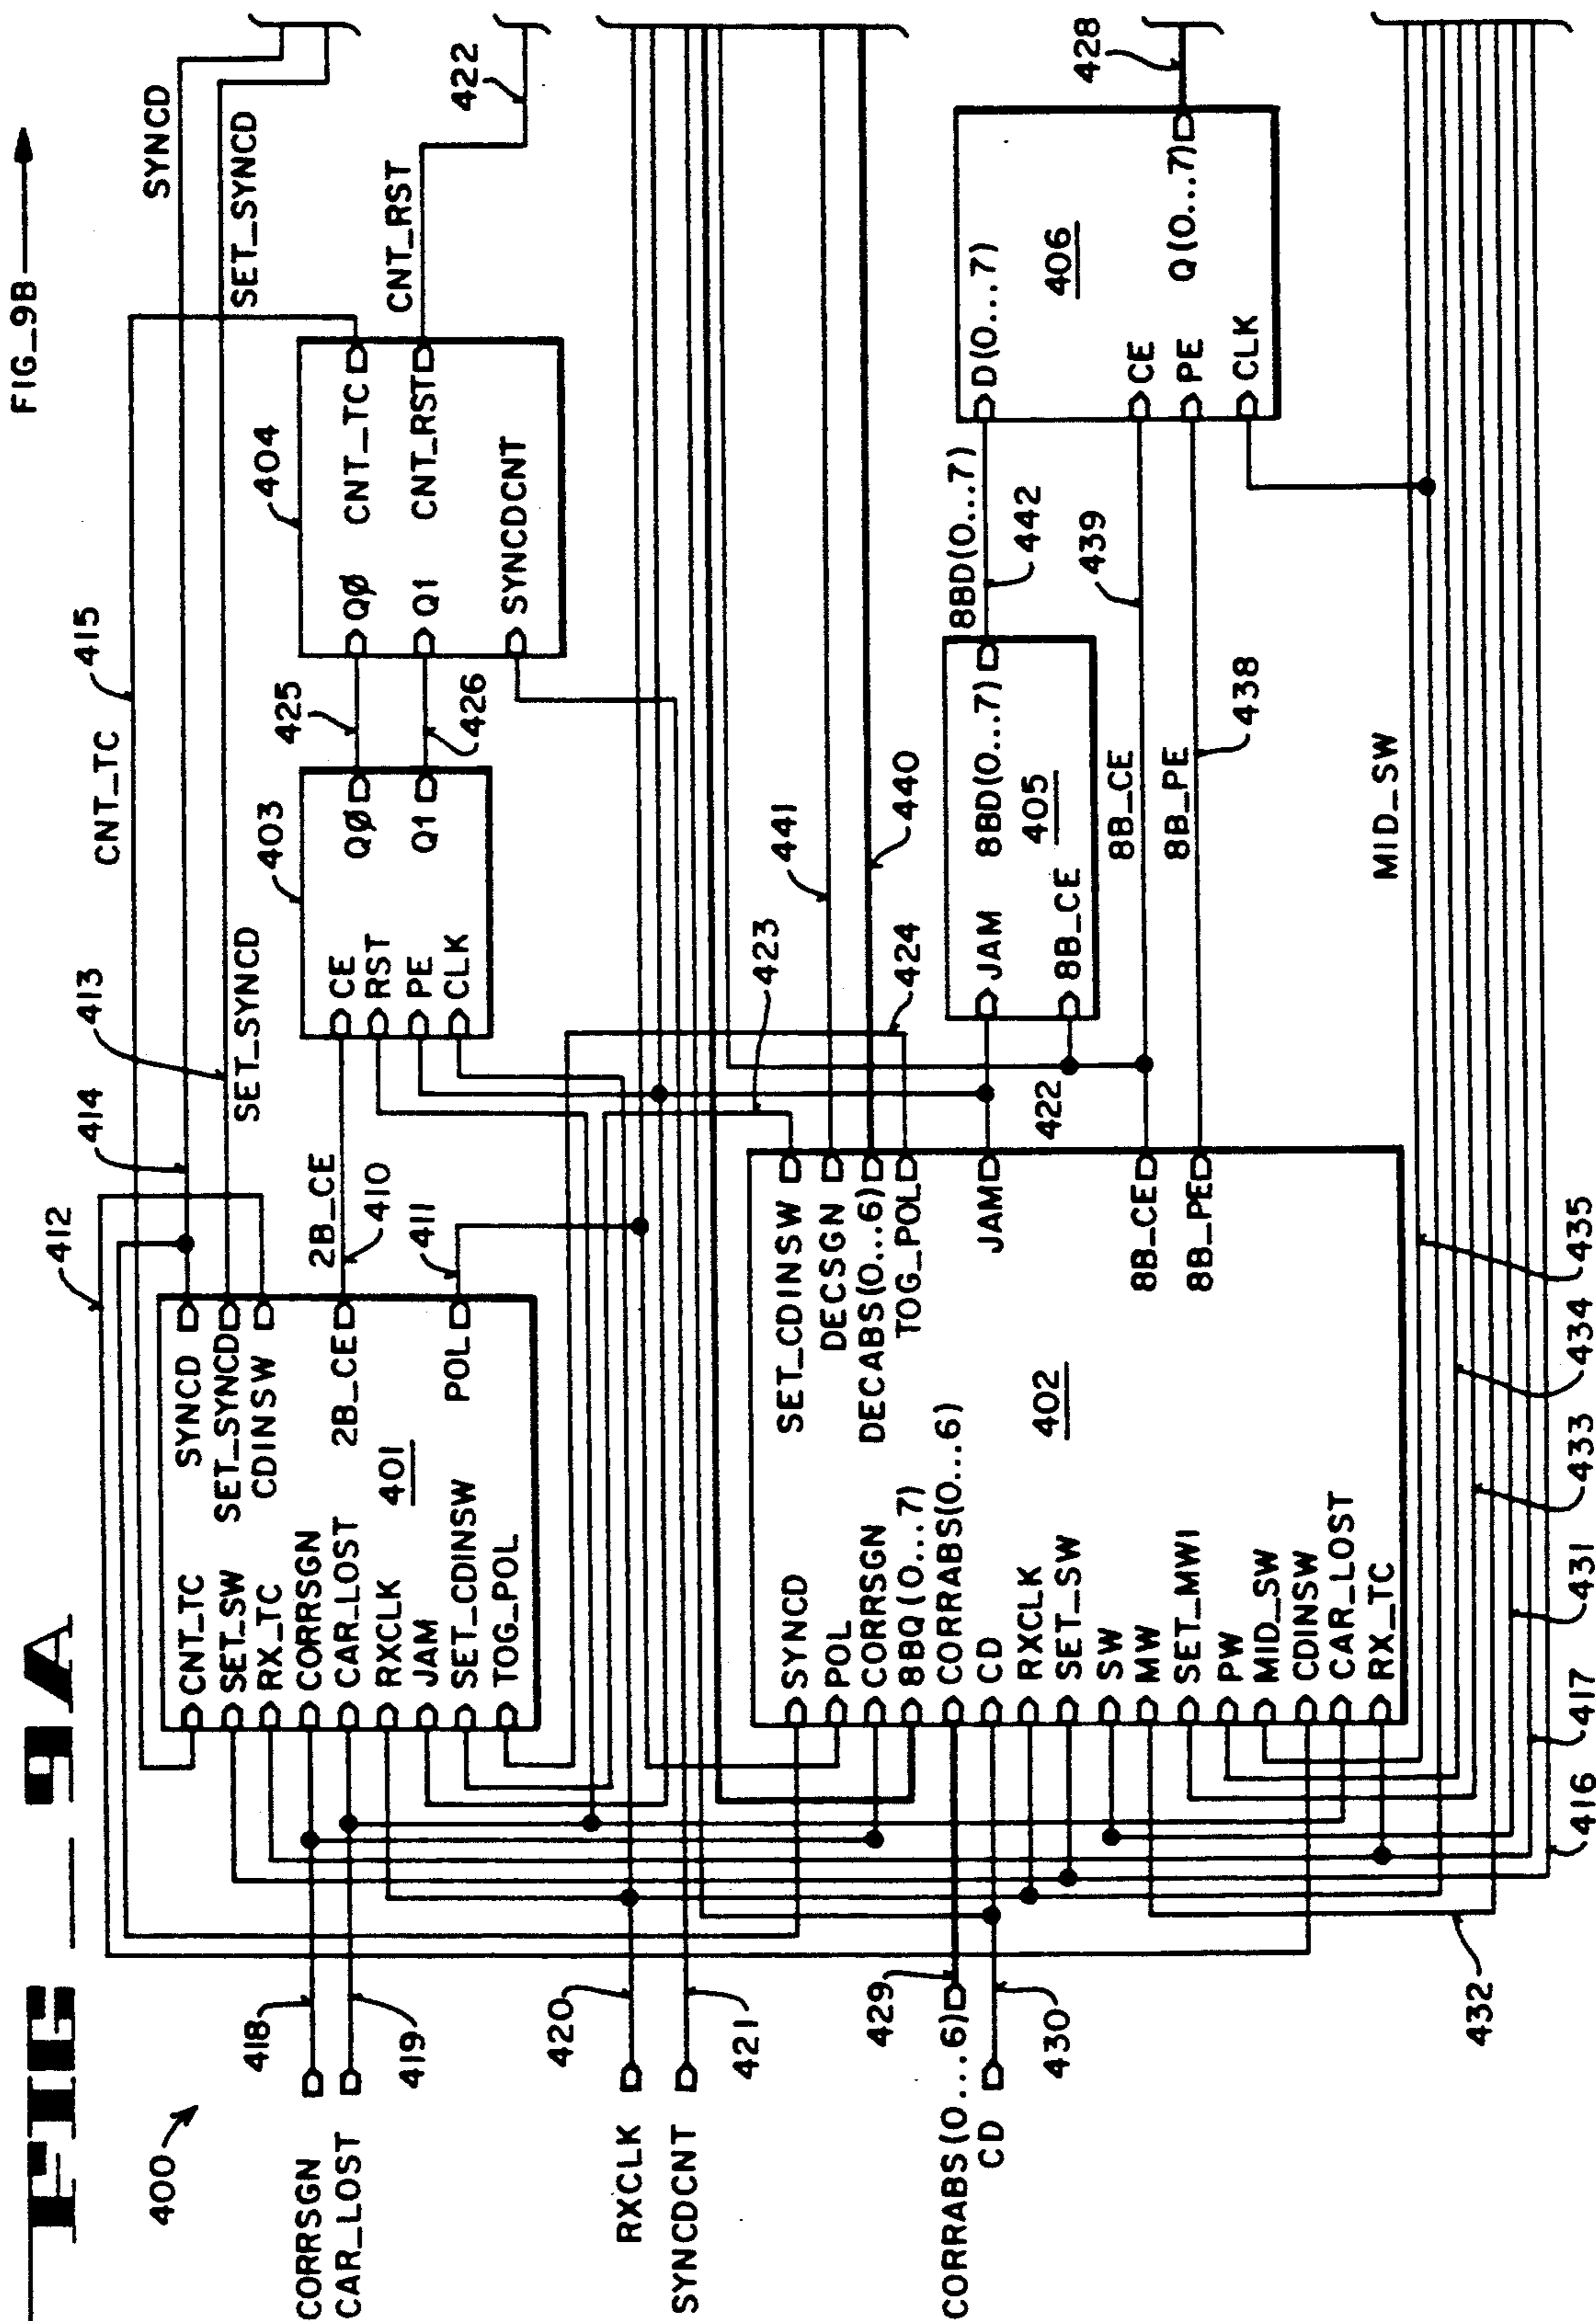 FIG_9A
FIG_9B
400
CORRSGN
CAR_LOST
418
419
RXCLK
SYNCDCNT
420
421
CORRABS(0...6)
CD
429
430
432
412
414
413
CNT_TC
415
SYNCD
SET_SYNCD
SET_SYNCD
CNT_TC
SET_SW
RX_TC
CORRSGN
CAR_LOST
RXCLK
JAM
SET_CDINSW
TOG_POL
401
SYNCD
SET_SYNCD
CDINSW
2B_CE
POL
2B_CE
410
411
403
CE
RST
PE
CLK
QØ
Q1
425
426
404
QØ
Q1
SYNCDCNT
CNT_TC
CNT_RST
CNT_RST
422
SYNCD
POL
CORRSGN
8BQ(0...7)
CORRABS(0...6)
CD
RXCLK
SET_SW
SW
MW
SET_MWI
PW
MID_SW
CDINSW
CAR_LOST
RX_TC
402
SET_CDINSW
DECSGN
DECABS(0...6)
TOG_POL
JAM
8B_CE
8B_PE
423
424
441
440
422
JAM
8B_CE
8BD(0...7)
405
8BD(0...7)
442
8B_CE
439
8B_PE
438
D(0...7)
406
CE
PE
CLK
Q(0...7)
428
MID_SW
416
417
431
433
434
435